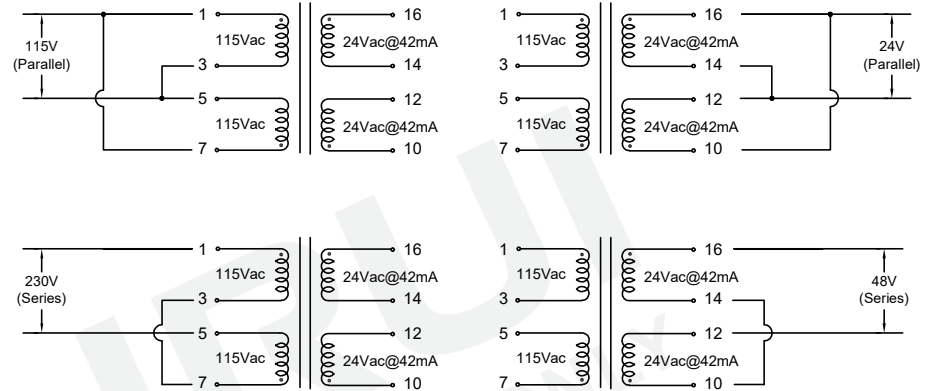 1 16 1 16
115V 115Vac 24Vac@42mA 115Vac 24Vac@42mA 24V
(Parallel) (Parallel)
3 14 3 14
5 12 5 12
115Vac 24Vac@42mA 115Vac 24Vac@42mA
7 10 7 10
1 16 1 16
230V 115Vac 24Vac@42mA 115Vac 24Vac@42mA 48V
(Series) (Series)
3 14 3 14
5 12 5 12
115Vac 24Vac@42mA 115Vac 24Vac@42mA
7 10 7 10